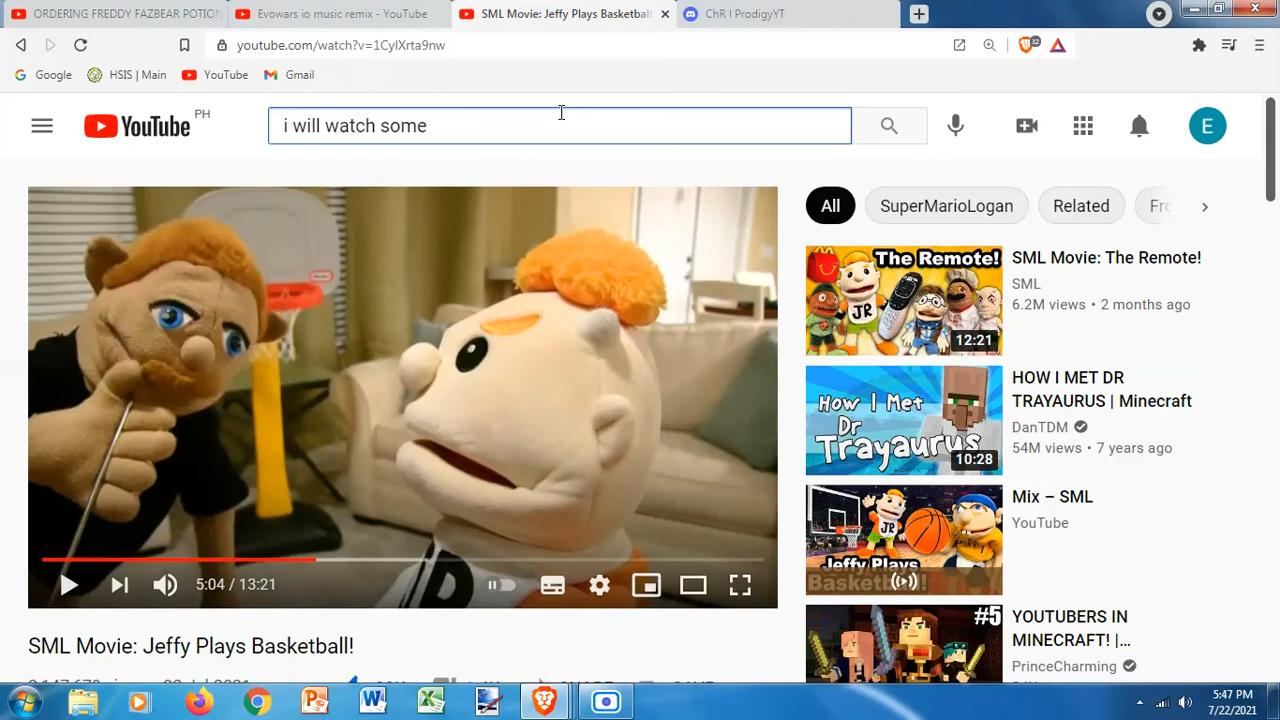 ORDERING FREDDY FAZBEAR POTION
Evowars io music remix - YouTube
SML Movie: Jeffy Plays Basketball!
ChR I ProdigyYT
youtube.com/watch?v=1CyIXrta9nw
32
Google
HSIS | Main
YouTube
Gmail
YouTube PH
i will watch some
E
All
SuperMarioLogan
Related
Fro
The Remote!
JR
12:21
SML Movie: The Remote!
SML
6.2M views • 2 months ago
How I Met
Dr
Trayaurus
10:28
HOW I MET DR
TRAYAURUS | Minecraft
DanTDM
54M views • 7 years ago
JR
Jeffy Plays
Basketball!
Mix – SML
YouTube
#5
YOUTUBERS IN
MINECRAFT! |...
PrinceCharming
5:04 / 13:21
SML Movie: Jeffy Plays Basketball!
5:47 PM
7/22/2021